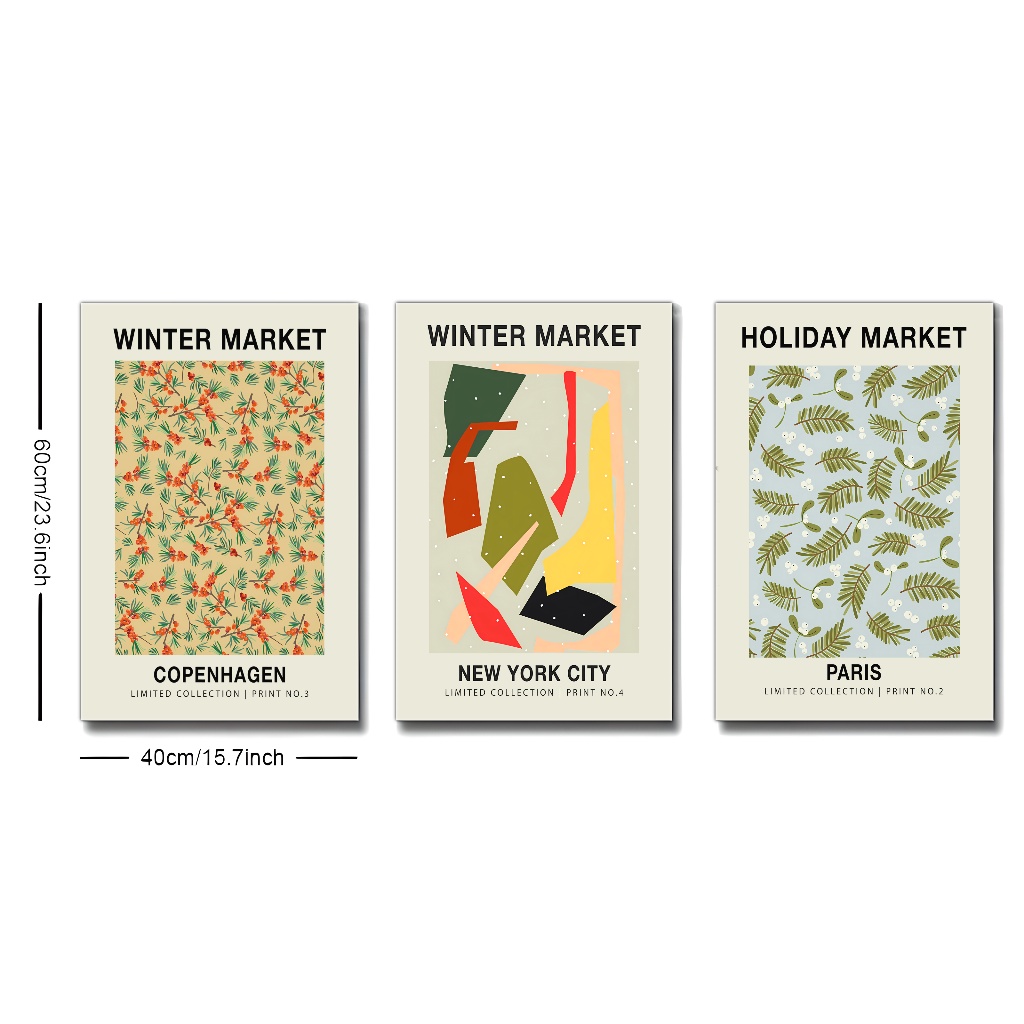 WINTER MARKET
COPENHAGEN
LIMITED COLLECTION | PRINT NO.3
WINTER MARKET
NEW YORK CITY
LIMITED COLLECTION PRINT NO.4
HOLIDAY MARKET
PARIS
LIMITED COLLECTION | PRINT NO.2
60cm/23.6inch
40cm/15.7inch